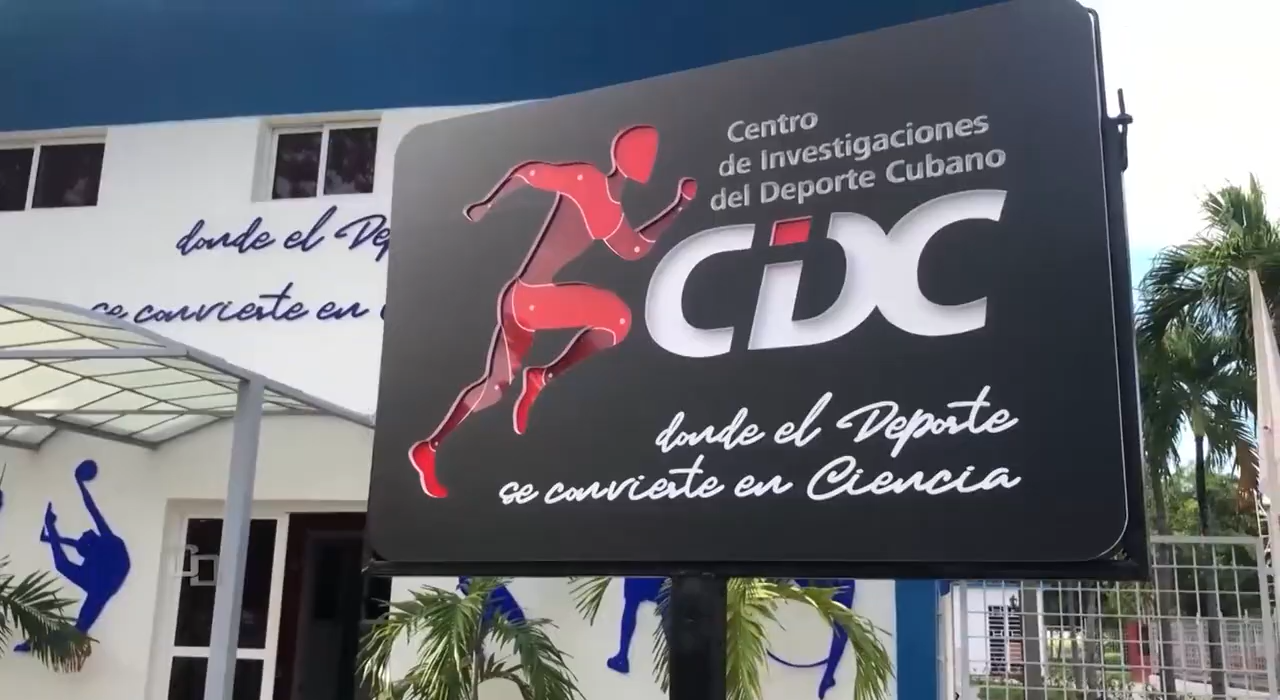 Centro
de Investigaciones
del Deporte Cubano
CiDC
donde el Deporte
se convierte en Ciencia
donde el De
se convierte en